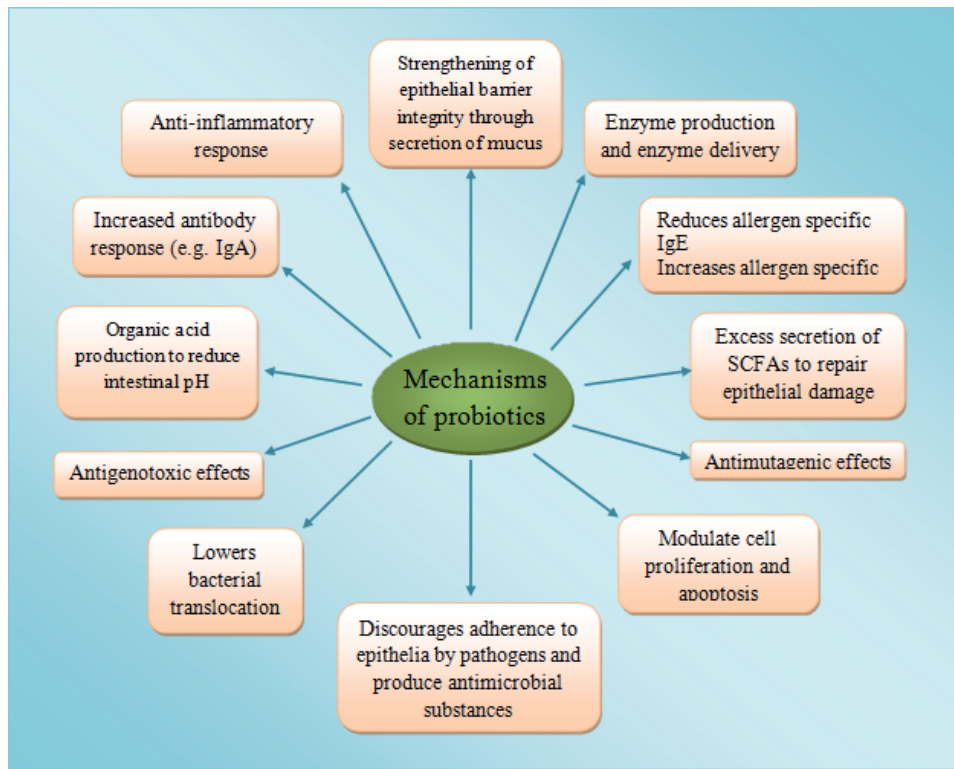 Strengthening of
epithelial barrier
integrity through
secretion of mucus
Anti-inflammatory
response
Enzyme production
and enzyme delivery
Increased antibody
response (e.g. IgA)
Reduces allergen specific
IgE
Increases allergen specific
Organic acid
production to reduce
intestinal pH
Mechanisms
of probiotics
Excess secretion of
SCFAs to repair
epithelial damage
Antigenotoxic effects
Antimutagenic effects
Lowers
bacterial
translocation
Modulate cell
proliferation and
apoptosis
Discourages adherence to
epithelia by pathogens and
produce antimicrobial
substances